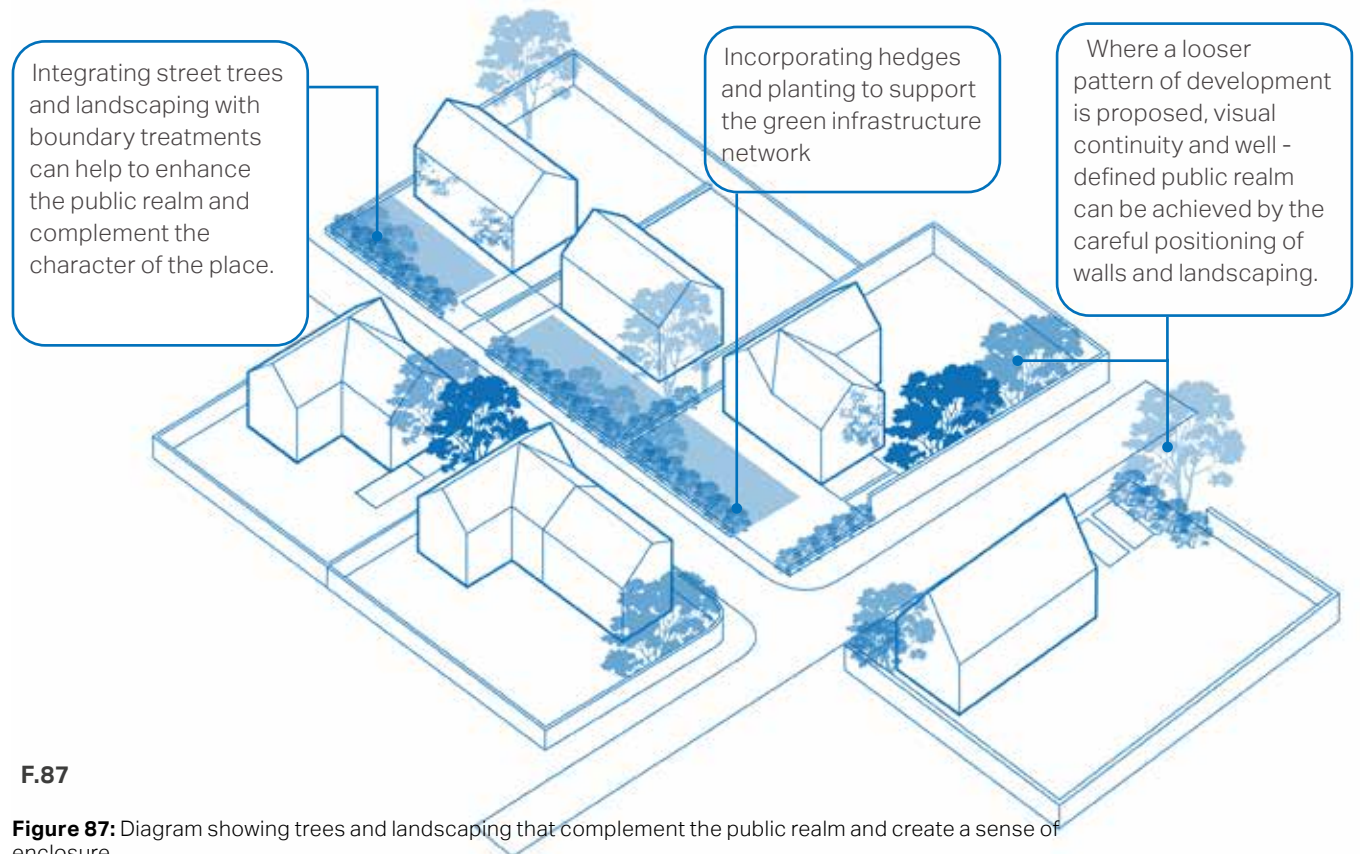 Integrating street trees
and landscaping with
boundary treatments
can help to enhance
the public realm and
complement the
character of the place.
Incorporating hedges
and planting to support
the green infrastructure
network
Where a looser
pattern of development
is proposed, visual
continuity and well -
defined public realm
can be achieved by the
careful positioning of
walls and landscaping.
F.87
Figure 87: Diagram showing trees and landscaping that complement the public realm and create a sense of
enclosure